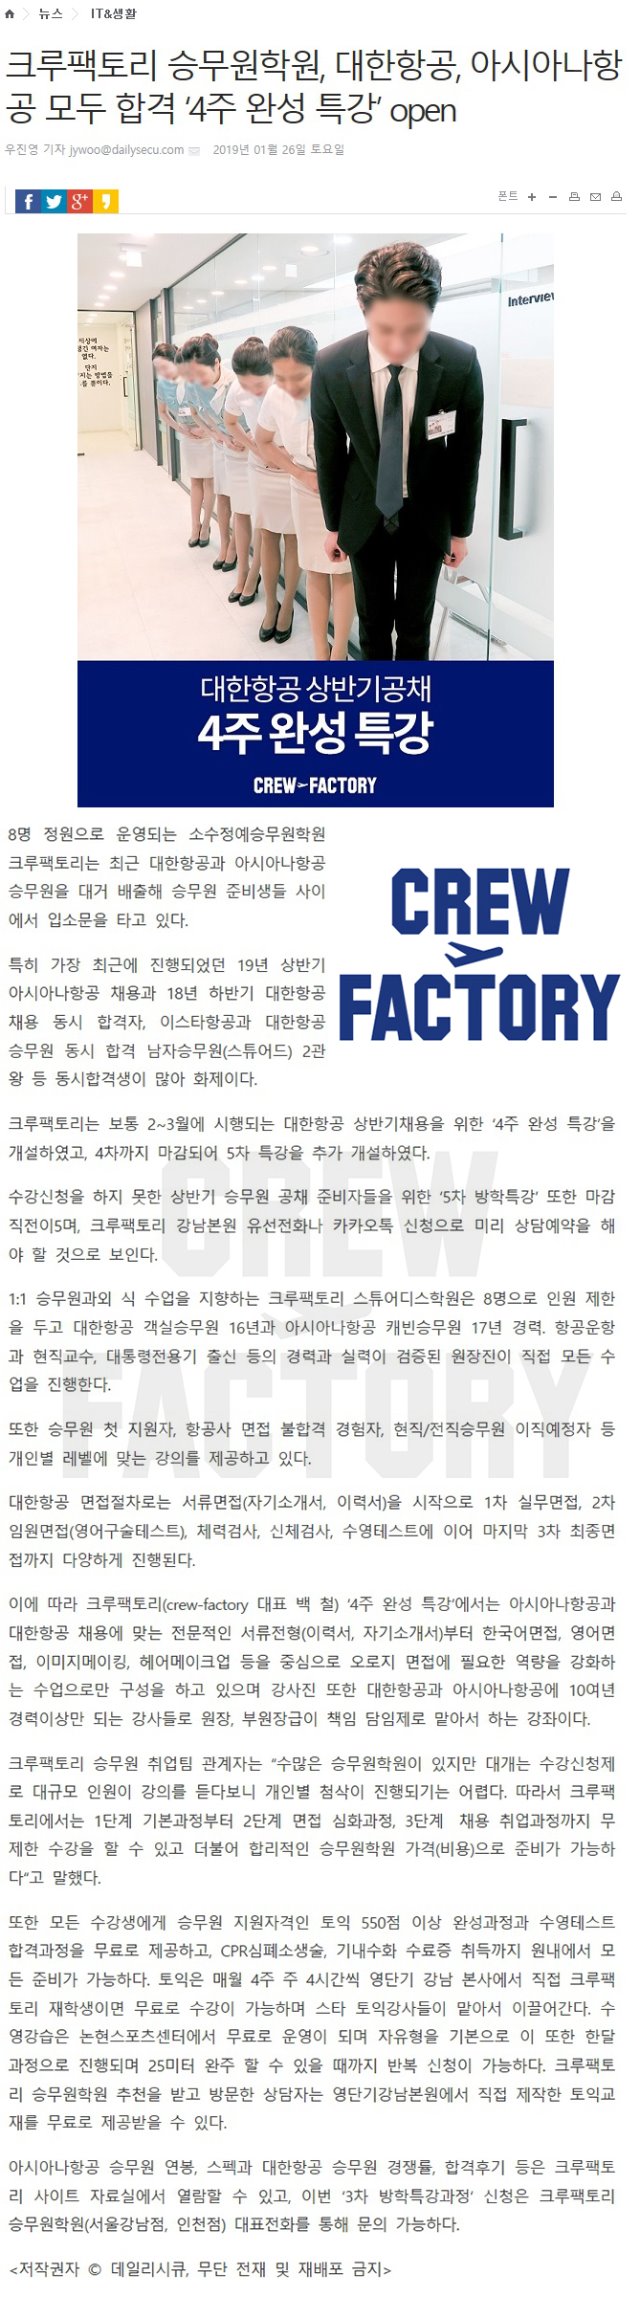 뉴스 IT&생활
크루팩토리 승무원학원, 대한항공, 아시아나항
공 모두 합격 ‘4주 완성 특강’ open
우진영 기자 jywoo@dailysecu.com 2019년 01월 26일 토요일
폰트
Interview
대한항공 상반기공채
4주 완성 특강
CREW FACTORY
8명 정원으로 운영되는 소수정예승무원학원
크루팩토리는 최근 대한항공과 아시아나항공
승무원을 대거 배출해 승무원 준비생들 사이
에서 입소문을 타고 있다.
CREW
FACTORY
특히 가장 최근에 진행되었던 19년 상반기
아시아나항공 채용과 18년 하반기 대한항공
채용 동시 합격자, 이스타항공과 대한항공
승무원 동시 합격 남자승무원(스튜어드) 2관
왕 등 동시합격생이 많아 화제이다.
크루팩토리는 보통 2~3월에 시행되는 대한항공 상반기채용을 위한 ‘4주 완성 특강’을
개설하였고, 4차까지 마감되어 5차 특강을 추가 개설하였다.
수강신청을 하지 못한 상반기 승무원 공채 준비자들을 위한 ‘5차 방학특강’ 또한 마감
직전이5며, 크루팩토리 강남본원 유선전화나 카카오톡 신청으로 미리 상담예약을 해
야 할 것으로 보인다.
1:1 승무원과외 식 수업을 지향하는 크루팩토리 스튜어디스학원은 8명으로 인원 제한
을 두고 대한항공 객실승무원 16년과 아시아나항공 캐빈승무원 17년 경력. 항공운항
과 현직교수, 대통령전용기 출신 등의 경력과 실력이 검증된 원장진이 직접 모든 수
업을 진행한다.
또한 승무원 첫 지원자, 항공사 면접 불합격 경험자, 현직/전직승무원 이직예정자 등
개인별 레벨에 맞는 강의를 제공하고 있다.
대한항공 면접절차로는 서류면접(자기소개서, 이력서)을 시작으로 1차 실무면접, 2차
임원면접(영어구술테스트), 체력검사, 신체검사, 수영테스트에 이어 마지막 3차 최종면
접까지 다양하게 진행된다.
이에 따라 크루팩토리(crew-factory 대표 백 철) ‘4주 완성 특강’에서는 아시아나항공과
대한항공 채용에 맞는 전문적인 서류전형(이력서, 자기소개서)부터 한국어면접, 영어면
접, 이미지메이킹, 헤어메이크업 등을 중심으로 오로지 면접에 필요한 역량을 강화하
는 수업으로만 구성을 하고 있으며 강사진 또한 대한항공과 아시아나항공에 10여년
경력이상만 되는 강사들로 원장, 부원장급이 책임 담임제로 맡아서 하는 강좌이다.
크루팩토리 승무원 취업팀 관계자는 “수많은 승무원학원이 있지만 대개는 수강신청제
로 대규모 인원이 강의를 듣다보니 개인별 첨삭이 진행되기는 어렵다. 따라서 크루팩
토리에서는 1단계 기본과정부터 2단계 면접 심화과정, 3단계 채용 취업과정까지 무
제한 수강을 할 수 있고 더불어 합리적인 승무원학원 가격(비용)으로 준비가 가능하
다“고 말했다.
또한 모든 수강생에게 승무원 지원자격인 토익 550점 이상 완성과정과 수영테스트
합격과정을 무료로 제공하고, CPR심폐소생술, 기내수화 수료증 취득까지 원내에서 모
든 준비가 가능하다. 토익은 매월 4주 주 4시간씩 영단기 강남 본사에서 직접 크루팩
토리 재학생이면 무료로 수강이 가능하며 스타 토익강사들이 맡아서 이끌어간다. 수
영강습은 논현스포츠센터에서 무료로 운영이 되며 자유형을 기본으로 이 또한 한달
과정으로 진행되며 25미터 완주 할 수 있을 때까지 반복 신청이 가능하다. 크루팩토
리 승무원학원 추천을 받고 방문한 상담자는 영단기강남본원에서 직접 제작한 토익교
재를 무료로 제공받을 수 있다.
아시아나항공 승무원 연봉, 스펙과 대한항공 승무원 경쟁률, 합격후기 등은 크루팩토
리 사이트 자료실에서 열람할 수 있고, 이번 ‘3차 방학특강과정‘ 신청은 크루팩토리
승무원학원(서울강남점, 인천점) 대표전화를 통해 문의 가능하다.
<저작권자 © 데일리시큐, 무단 전재 및 재배포 금지>